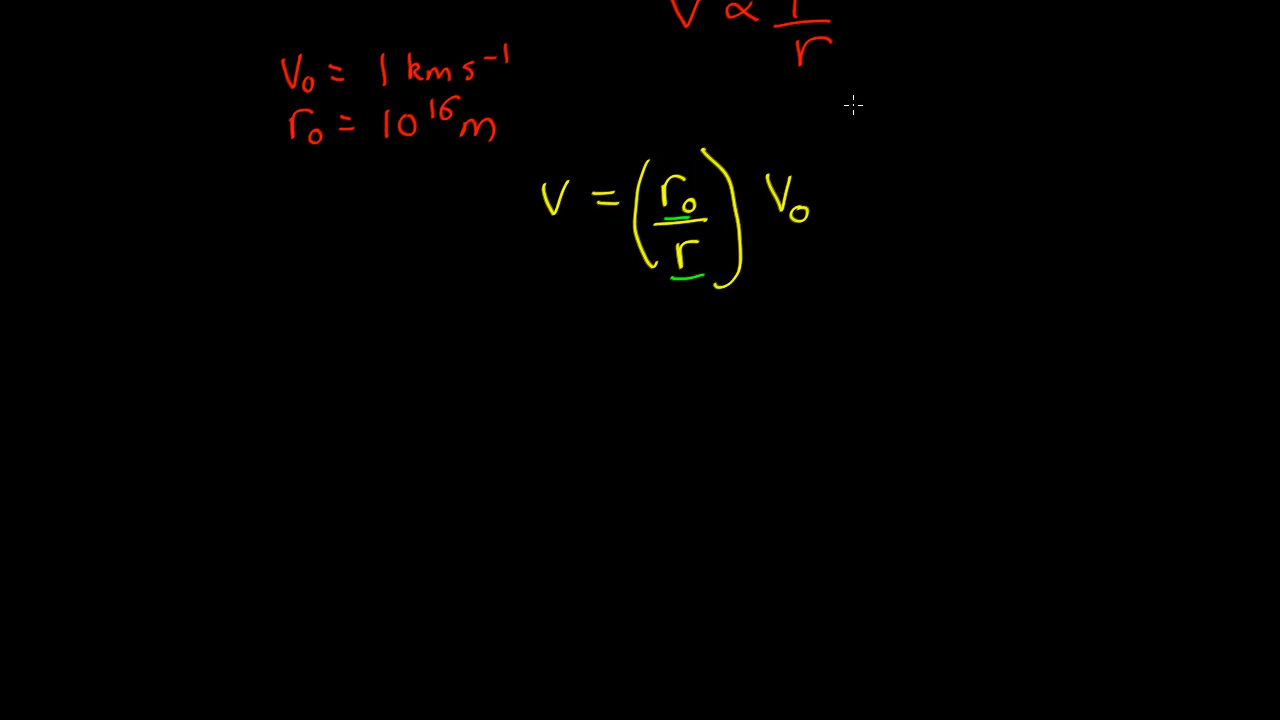 V ∝ 1/r
V₀ = 1 km s⁻¹
r₀ = 10¹⁶ m
V = (r₀/r) V₀